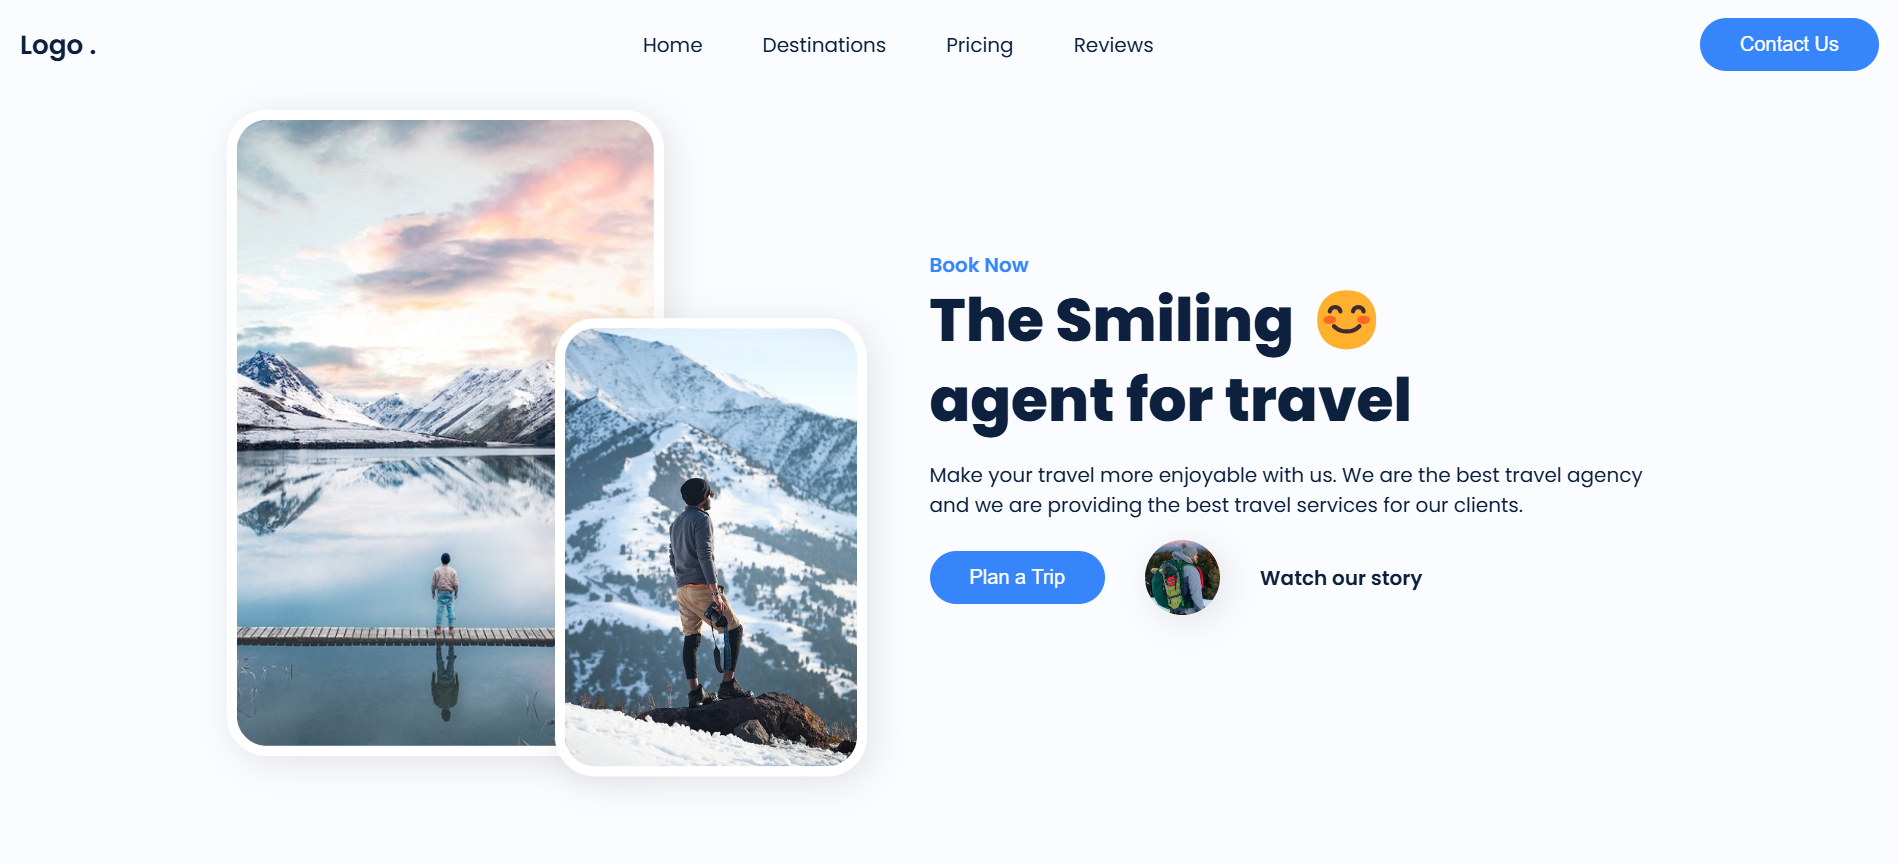 Logo .
Home
Destinations
Pricing
Reviews
Contact Us
Book Now
The Smiling 😊
agent for travel
Make your travel more enjoyable with us. We are the best travel agency
and we are providing the best travel services for our clients.
Plan a Trip
Watch our story